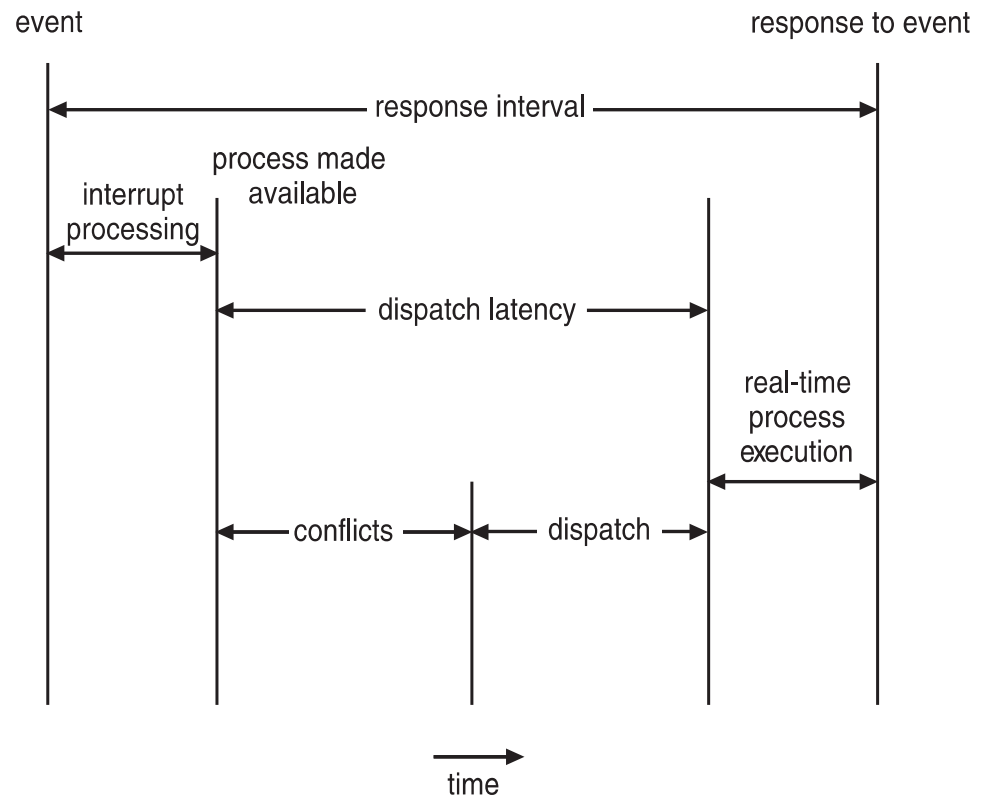 event
response to event
response interval
process made
available
interrupt
processing
dispatch latency
real-time
process
execution
conflicts
dispatch
time